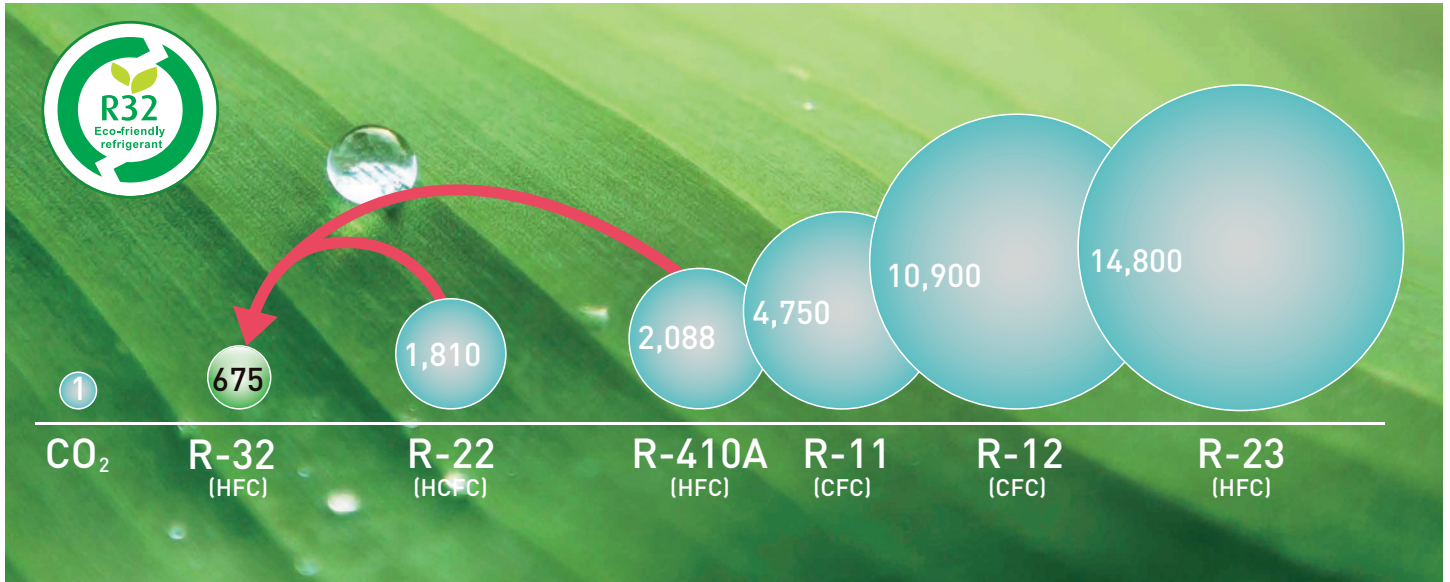 R32
Eco-friendly
refrigerant
1
675
1,810
2,088
4,750
10,900
14,800
CO₂
R-32
(HFC)
R-22
(HCFC)
R-410A
(HFC)
R-11
(CFC)
R-12
(CFC)
R-23
(HFC)